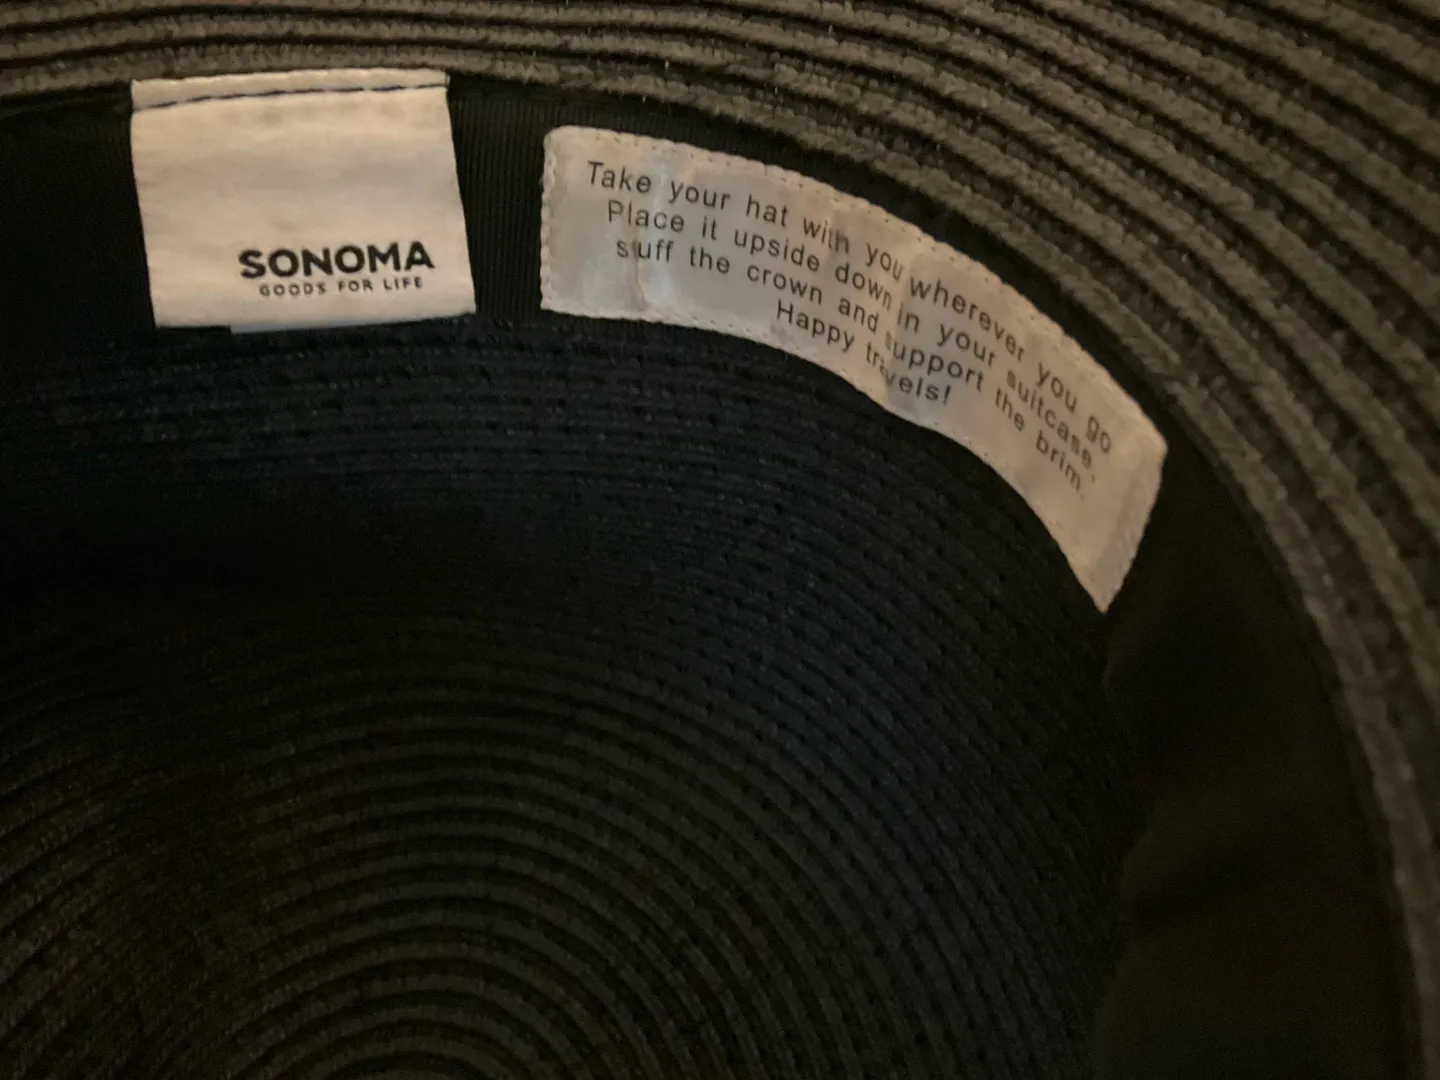 SONOMA
GOODS FOR LIFE
Take your hat with you wherever you go
Place it upside down in your suitcase,
stuff the crown and support the brim.
Happy travels!